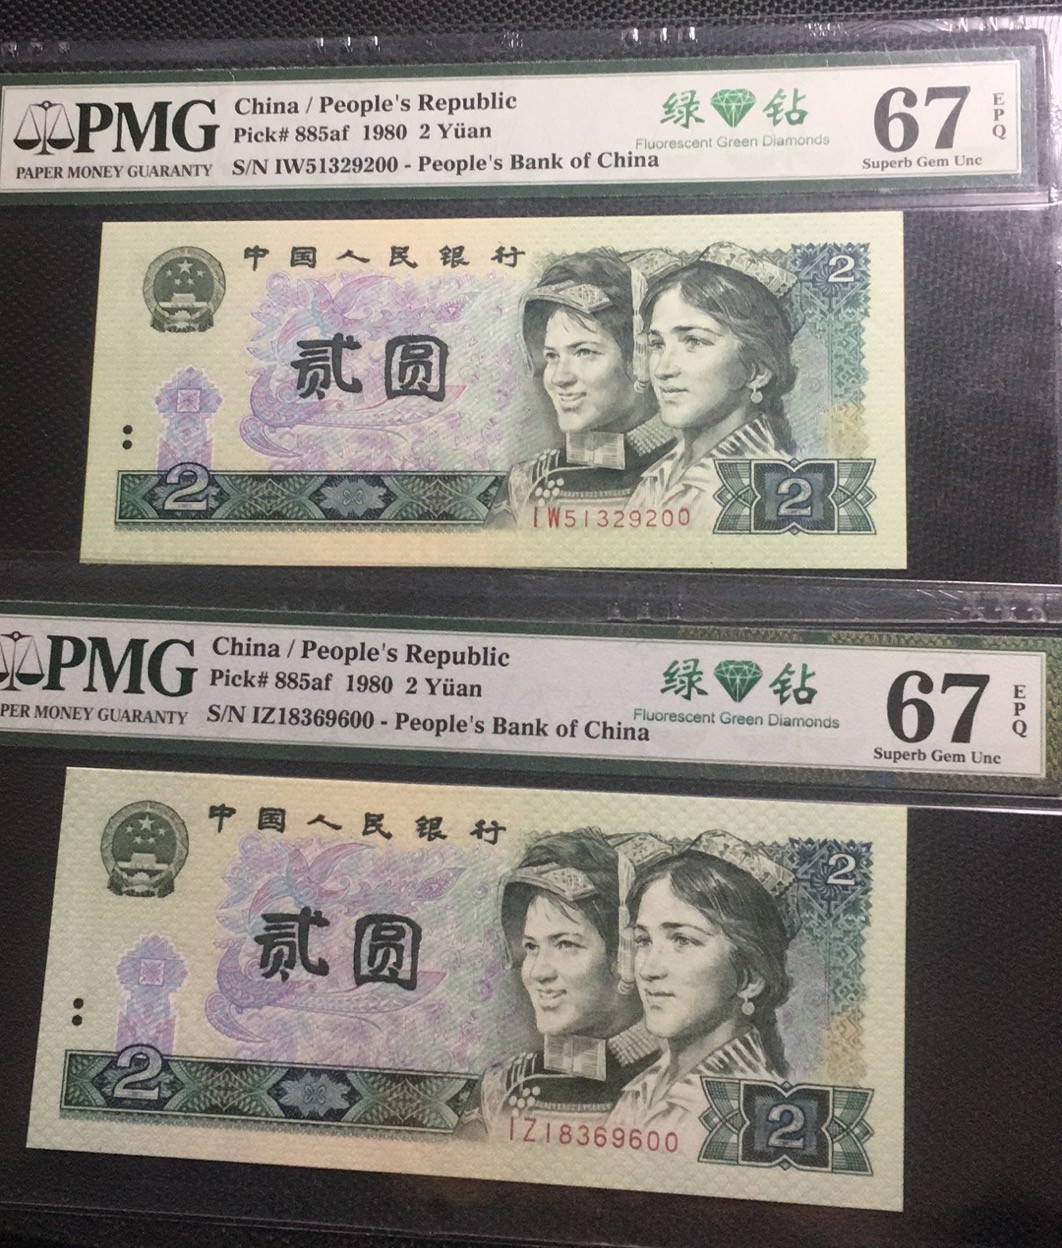 PMG
PAPER MONEY GUARANTY
China / People's Republic
Pick# 885af 1980 2 Yüan
S/N IW51329200 - People's Bank of China
绿 钻
Fluorescent Green Diamonds
67
EPQ
Superb Gem Unc
中国人民银行
2
贰圆
2
IW51329200
2
PMG
PER MONEY GUARANTY
China / People's Republic
Pick# 885af 1980 2 Yüan
S/N IZ18369600 - People's Bank of China
绿 钻
Fluorescent Green Diamonds
67
EPQ
Superb Gem Unc
中国人民银行
2
贰圆
2
IZ18369600
2